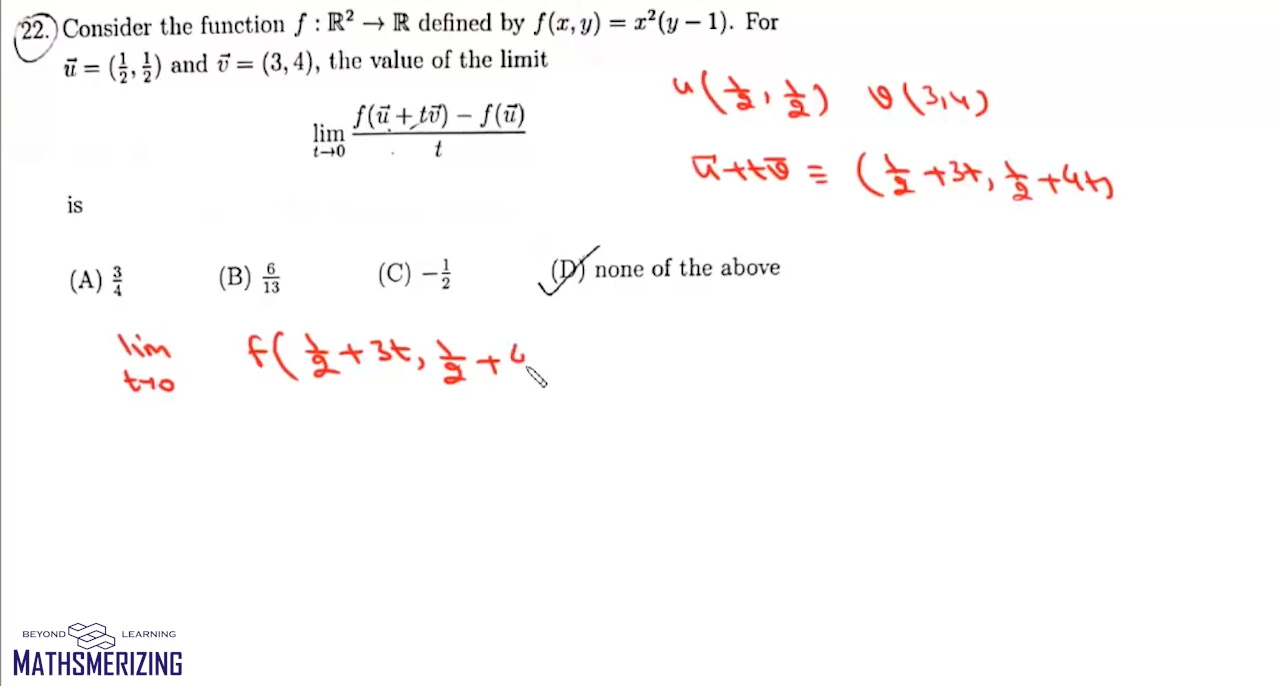 22. Consider the function f : ℝ² → ℝ defined by f(x, y) = x²(y − 1). For
u⃗ = (1/2, 1/2) and v⃗ = (3, 4), the value of the limit
lim t→0 (f(u⃗ + tv⃗) − f(u⃗))/t
is
(A) 3/4 (B) 6/13 (C) −1/2 (D) none of the above
u(1/2, 1/2) v(3,4)
u̅+tv̅ ≡ (1/2 +3t, 1/2 +4t)
lim t→0 f(1/2 + 3t, 1/2 + 4
BEYOND LEARNING
MATHSMERIZING